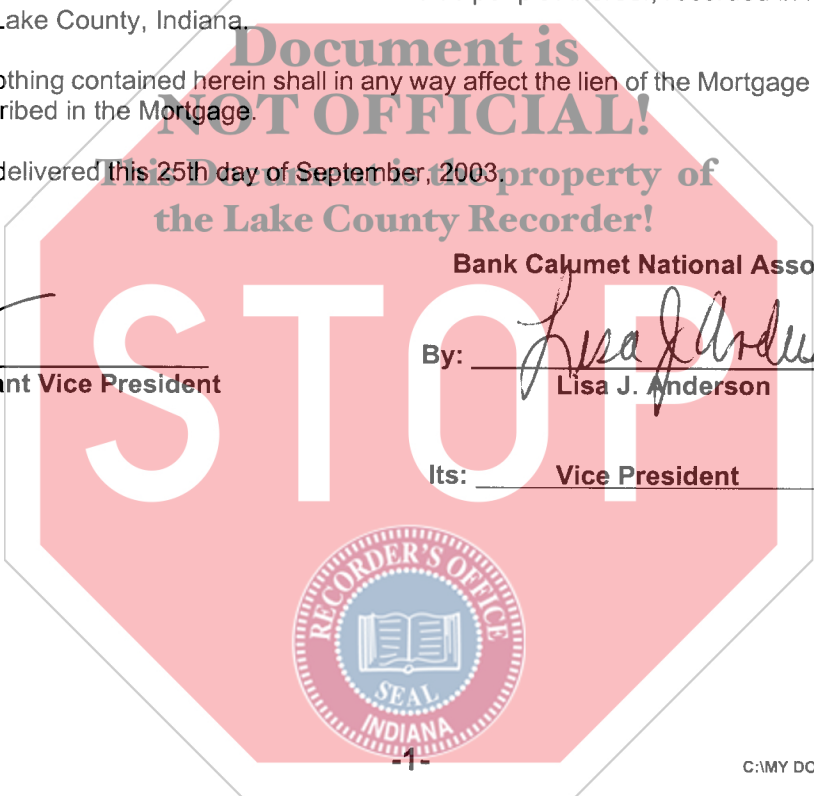 Lake County, Indiana.
Document is
othing contained herein shall in any way affect the lien of the Mortgage
ribed in the Mortgage.
NOT OFFICIAL!
delivered this 25th day of September, 2003.
This Document is the property of
the Lake County Recorder!
Bank Calumet National Asso
STOP
By: Lisa J Ander
ant Vice President
Lisa J. Anderson
Its: Vice President
RECORDER'S OFFICE
SEAL
INDIANA
-1-
C:\MY DO